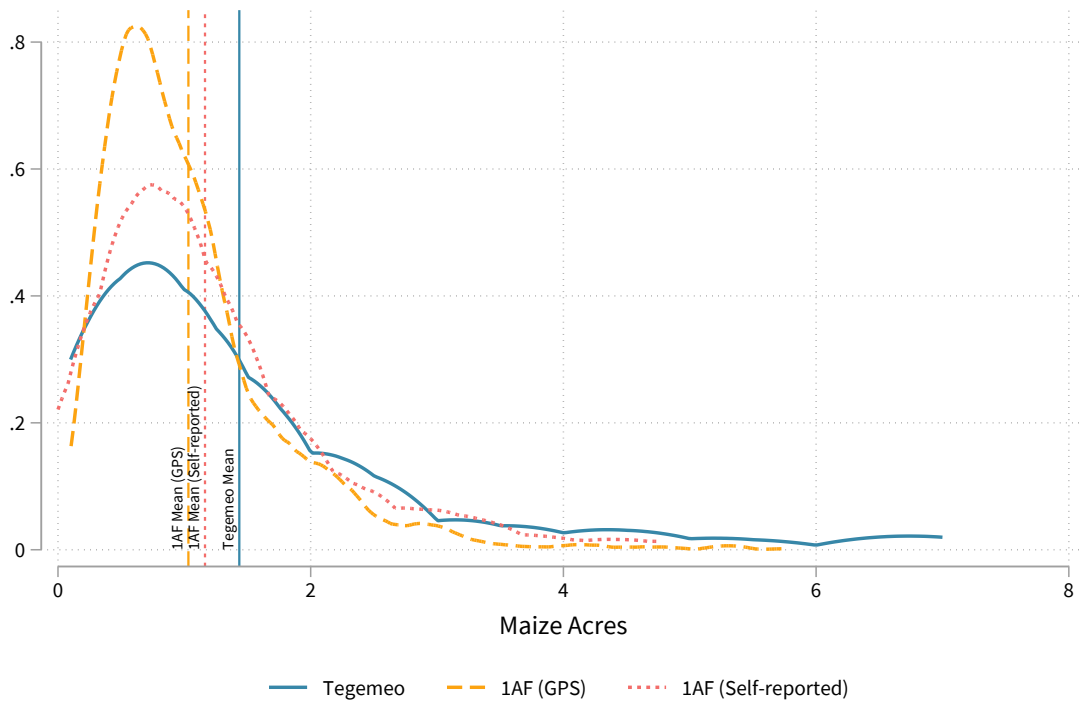 .8
.6
.4
.2
0
1AF Mean (GPS)
1AF Mean (Self-reported)
Tegemeo Mean
0 2 4 6 8
Maize Acres
Tegemeo 1AF (GPS) 1AF (Self-reported)